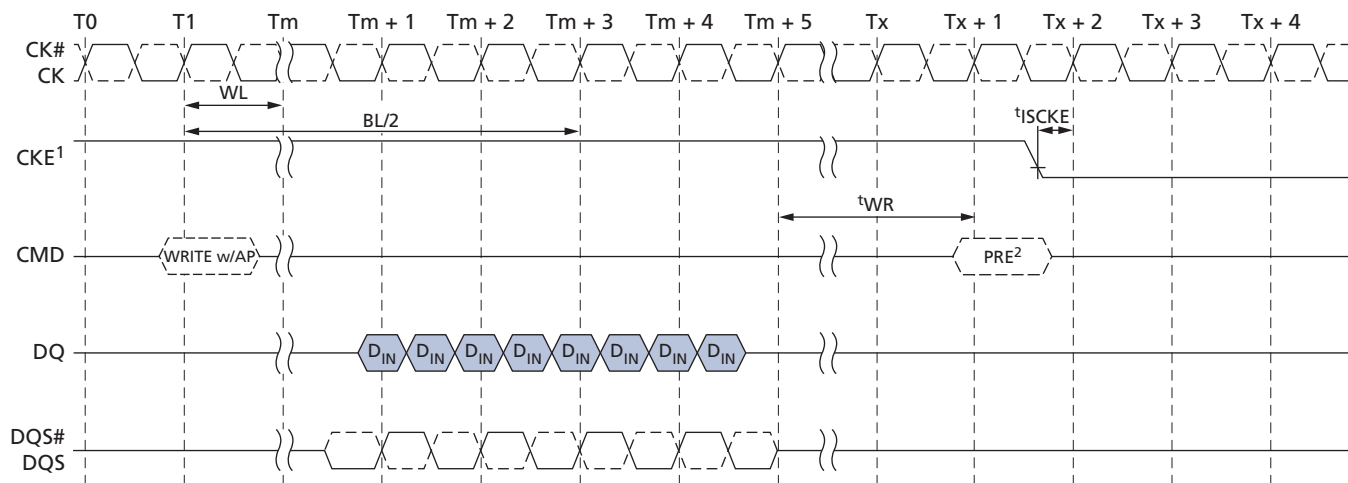 T0 T1 Tm Tm + 1 Tm + 2 Tm + 3 Tm + 4 Tm + 5 Tx Tx + 1 Tx + 2 Tx + 3 Tx + 4
CK#
CK
WL
BL/2
tISCKE
CKE1
tWR
CMD WRITE w/AP PRE2
DQ DIN DIN DIN DIN DIN DIN DIN DIN
DQS#
DQS